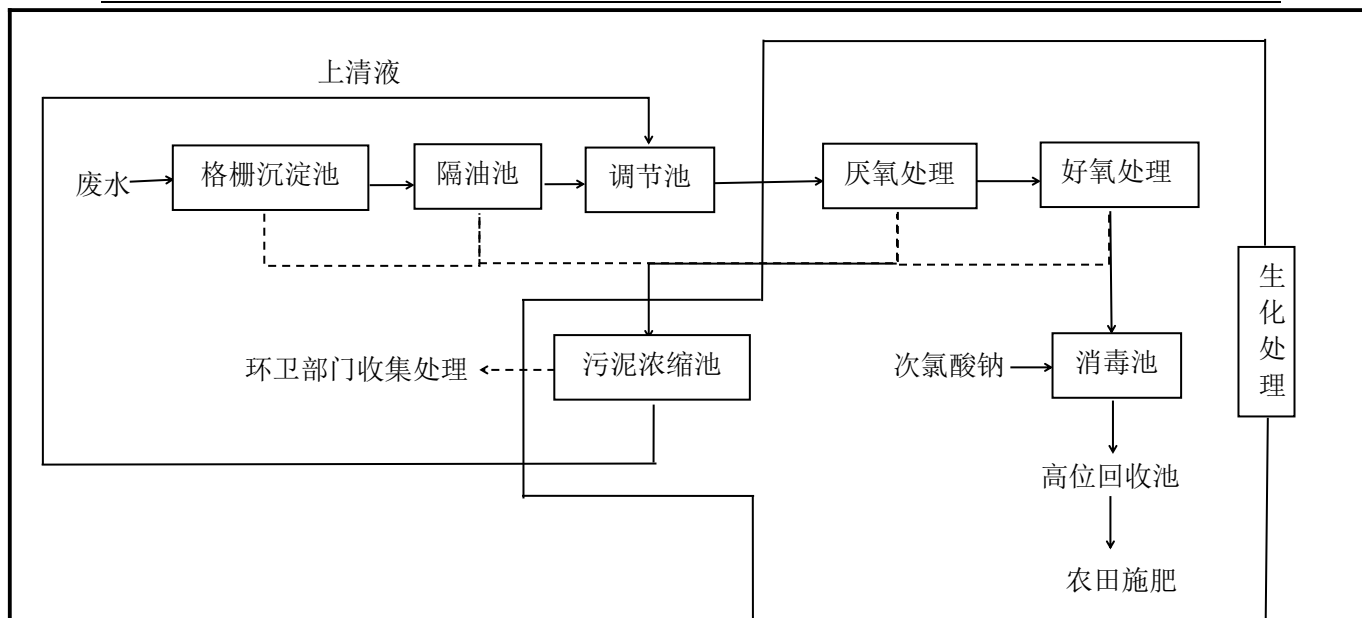 上清液
废水
格栅沉淀池
隔油池
调节池
厌氧处理
好氧处理
生化处理
环卫部门收集处理
污泥浓缩池
次氯酸钠
消毒池
高位回收池
农田施肥